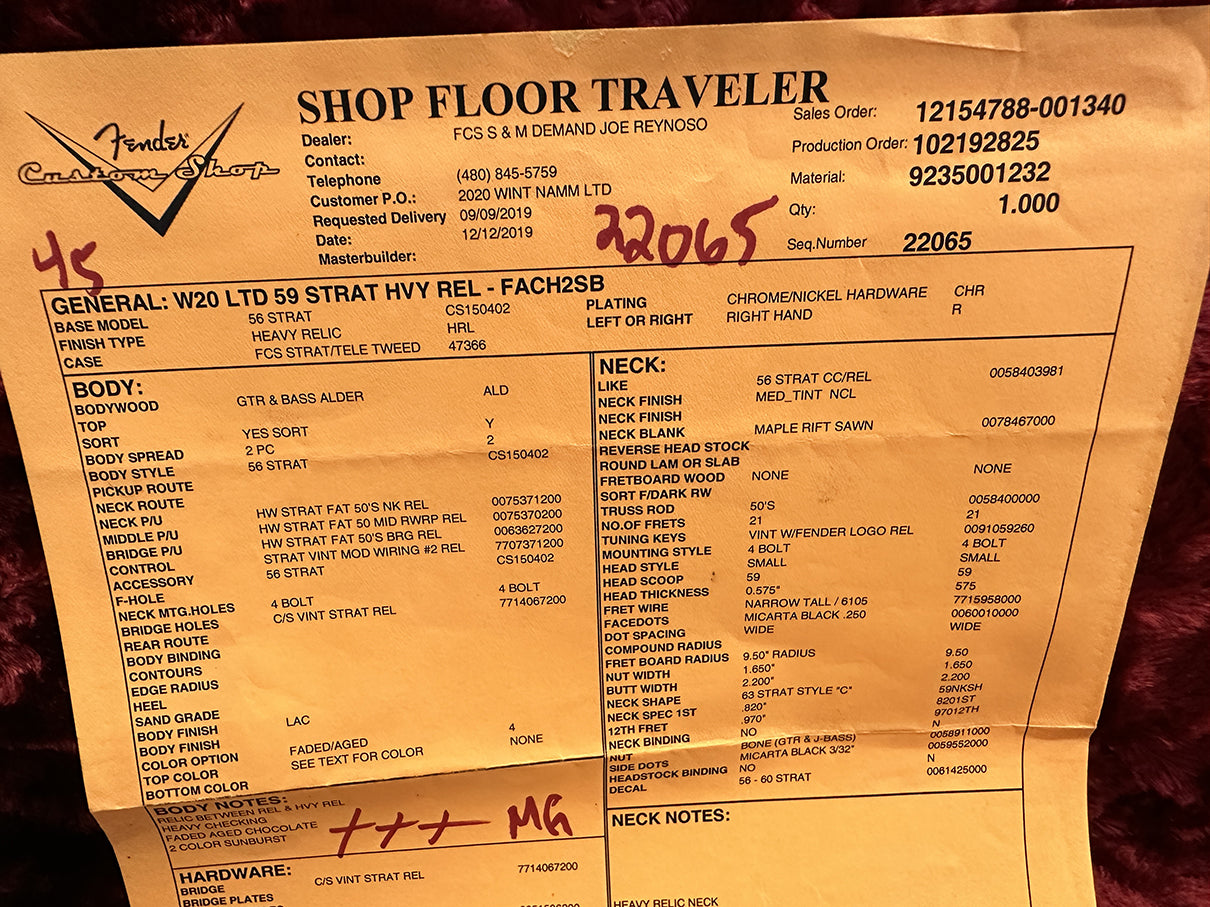 SHOP FLOOR TRAVELER
Fender
Custom Shop
Dealer: FCS S & M DEMAND JOE REYNOSO
Contact:
Telephone (480) 845-5759
Customer P.O.: 2020 WINT NAMM LTD
Requested Delivery 09/09/2019
Date: 12/12/2019
Masterbuilder:
Sales Order: 12154788-001340
Production Order: 102192825
Material: 9235001232
Qty: 1.000
Seq.Number 22065
22065
45
GENERAL: W20 LTD 59 STRAT HVY REL - FACH2SB
BASE MODEL 56 STRAT CS150402
FINISH TYPE HEAVY RELIC HRL
CASE FCS STRAT/TELE TWEED 47366
PLATING CHROME/NICKEL HARDWARE CHR
LEFT OR RIGHT RIGHT HAND R
BODY:
BODYWOOD GTR & BASS ALDER ALD
TOP
SORT YES SORT Y
BODY SPREAD 2 PC 2
BODY STYLE 56 STRAT CS150402
PICKUP ROUTE
NECK ROUTE
NECK P/U HW STRAT FAT 50'S NK REL 0075371200
MIDDLE P/U HW STRAT FAT 50 MID RWRP REL 0075370200
BRIDGE P/U HW STRAT FAT 50'S BRG REL 0063627200
CONTROL STRAT VINT MOD WIRING #2 REL 7707371200
ACCESSORY 56 STRAT CS150402
F-HOLE
NECK MTG.HOLES 4 BOLT 4 BOLT
BRIDGE HOLES C/S VINT STRAT REL 7714067200
REAR ROUTE
BODY BINDING
CONTOURS
EDGE RADIUS
HEEL
SAND GRADE
BODY FINISH LAC
BODY FINISH
COLOR OPTION FADED/AGED 4
TOP COLOR SEE TEXT FOR COLOR NONE
BOTTOM COLOR
BODY NOTES:
RELIC BETWEEN REL & HVY REL
HEAVY CHECKING
FADED AGED CHOCOLATE
2 COLOR SUNBURST
+++ MG
HARDWARE:
BRIDGE C/S VINT STRAT REL 7714067200
BRIDGE PLATES
NECK:
LIKE 56 STRAT CC/REL 0058403981
NECK FINISH MED_TINT NCL
NECK FINISH
NECK BLANK MAPLE RIFT SAWN 0078467000
REVERSE HEAD STOCK
ROUND LAM OR SLAB
FRETBOARD WOOD NONE NONE
SORT F/DARK RW
TRUSS ROD 50'S 0058400000
NO.OF FRETS 21 21
TUNING KEYS VINT W/FENDER LOGO REL 0091059260
MOUNTING STYLE 4 BOLT 4 BOLT
HEAD STYLE SMALL SMALL
HEAD SCOOP 59 59
HEAD THICKNESS 0.575" 575
FRET WIRE NARROW TALL / 6105 7715958000
FACEDOTS MICARTA BLACK .250 0060010000
DOT SPACING WIDE WIDE
COMPOUND RADIUS
FRET BOARD RADIUS 9.50" RADIUS 9.50
NUT WIDTH 1.650" 1.650
BUTT WIDTH 2.200" 2.200
NECK SHAPE 63 STRAT STYLE "C" 59NKSH
NECK SPEC 1ST .820" 8201ST
12TH FRET .970" 97012TH
NECK BINDING NO N
NUT BONE (GTR & J-BASS) 0058911000
SIDE DOTS MICARTA BLACK 3/32" 0059552000
HEADSTOCK BINDING NO N
DECAL 56 - 60 STRAT 0061425000
NECK NOTES:
HEAVY RELIC NECK